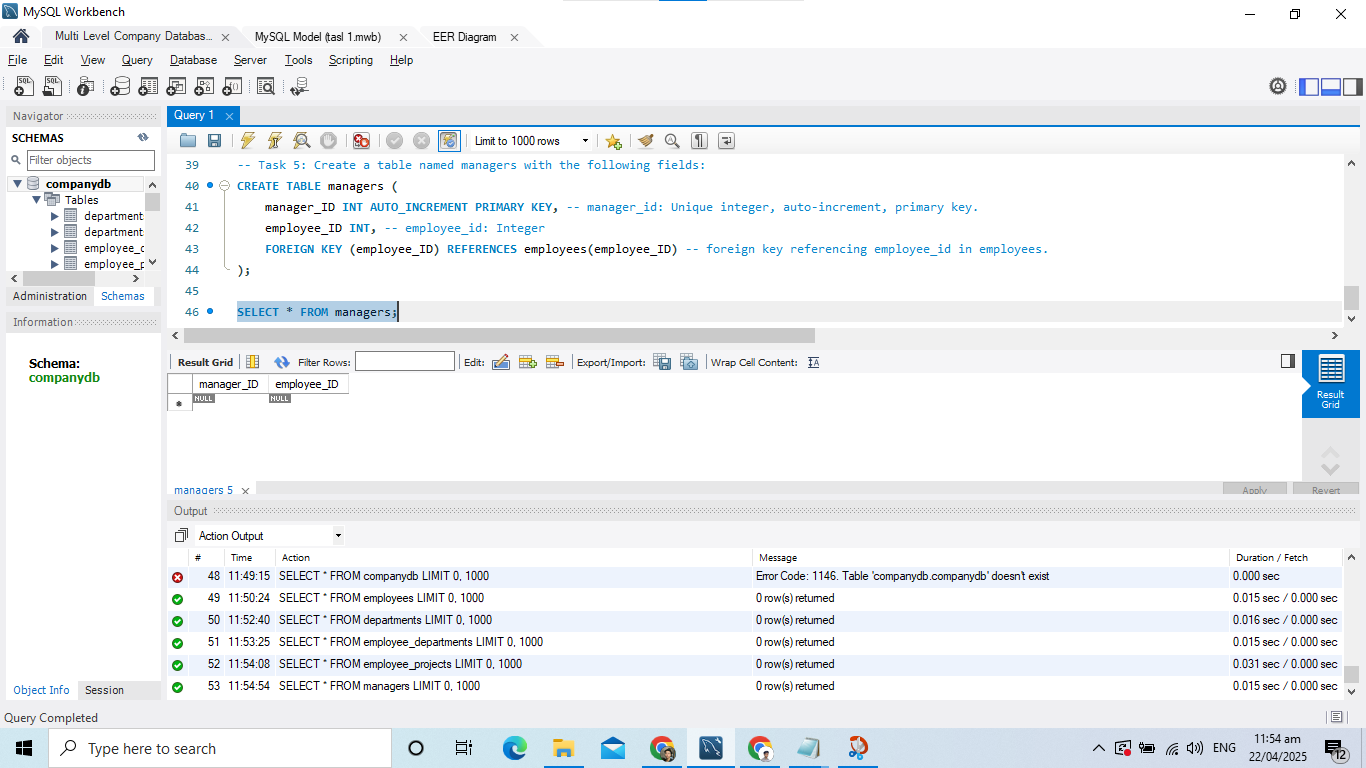 MySQL Workbench
Multi Level Company Databas...
MySQL Model (tasl 1.mwb)
EER Diagram
File Edit View Query Database Server Tools Scripting Help
Navigator
SCHEMAS
Filter objects
companydb
Tables
department
department
employee_c
employee_p
Administration Schemas
Information
Schema:
companydb
Object Info Session
Query 1
Limit to 1000 rows
39 -- Task 5: Create a table named managers with the following fields:
40 CREATE TABLE managers (
41 manager_ID INT AUTO_INCREMENT PRIMARY KEY, -- manager_id: Unique integer, auto-increment, primary key.
42 employee_ID INT, -- employee_id: Integer
43 FOREIGN KEY (employee_ID) REFERENCES employees(employee_ID) -- foreign key referencing employee_id in employees.
44 );
45
46 SELECT * FROM managers;
Result Grid Filter Rows: Edit: Export/Import: Wrap Cell Content:
manager_ID employee_ID
* NULL NULL
Result
Grid
managers 5
Apply Revert
Output
Action Output
# Time Action Message Duration / Fetch
48 11:49:15 SELECT * FROM companydb LIMIT 0, 1000 Error Code: 1146. Table 'companydb.companydb' doesn't exist 0.000 sec
49 11:50:24 SELECT * FROM employees LIMIT 0, 1000 0 row(s) returned 0.015 sec / 0.000 sec
50 11:52:40 SELECT * FROM departments LIMIT 0, 1000 0 row(s) returned 0.016 sec / 0.000 sec
51 11:53:25 SELECT * FROM employee_departments LIMIT 0, 1000 0 row(s) returned 0.015 sec / 0.000 sec
52 11:54:08 SELECT * FROM employee_projects LIMIT 0, 1000 0 row(s) returned 0.031 sec / 0.000 sec
53 11:54:54 SELECT * FROM managers LIMIT 0, 1000 0 row(s) returned 0.015 sec / 0.000 sec
Query Completed
Type here to search
ENG
11:54 am
22/04/2025
12